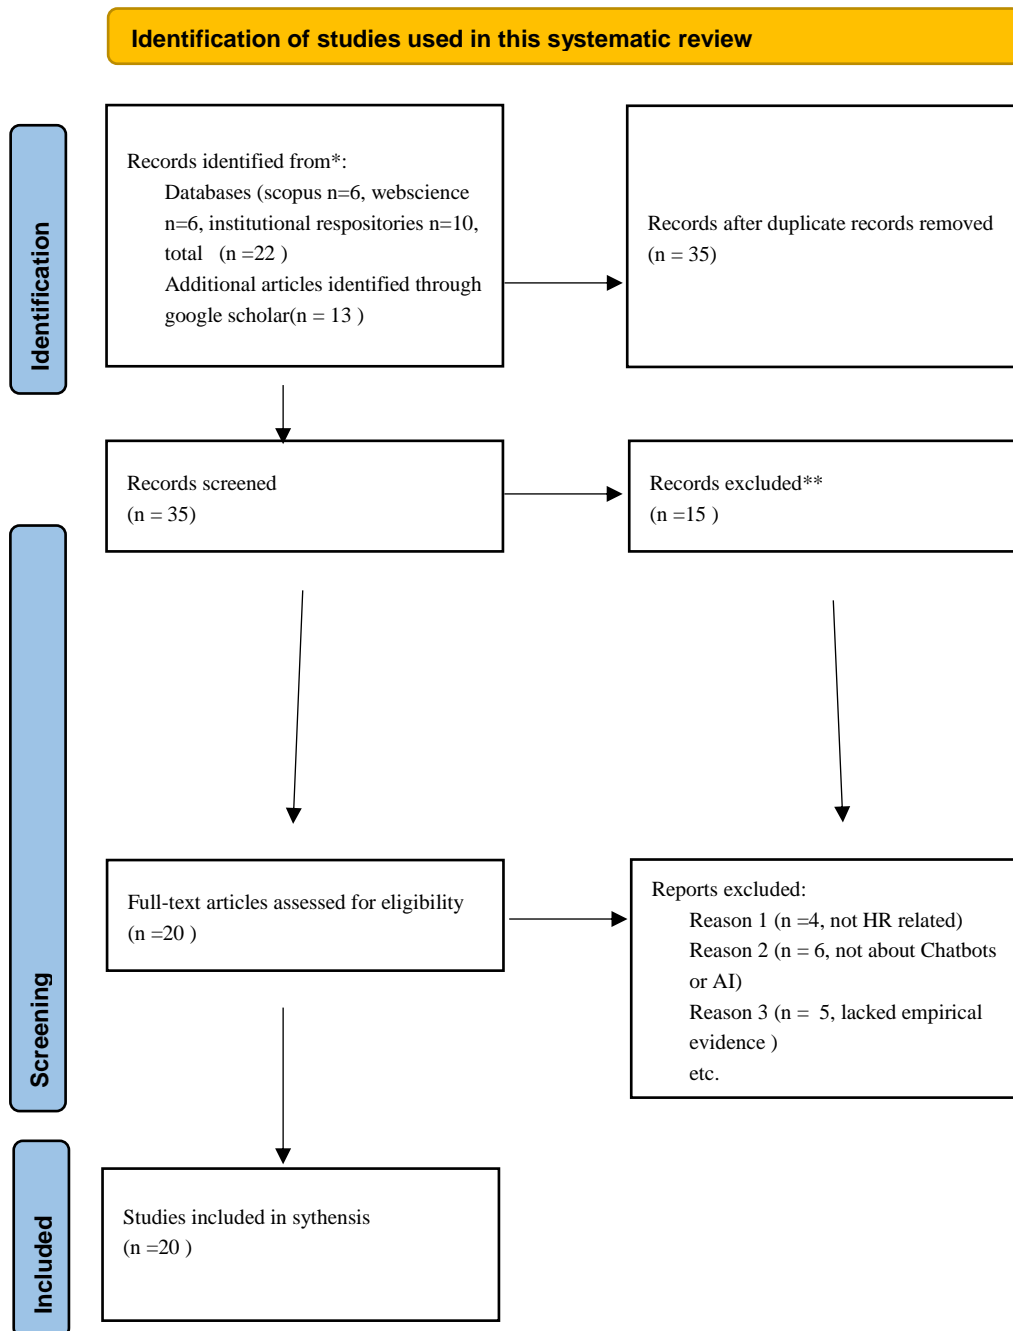 Identification of studies used in this systematic review
Identification
Records identified from*:
Databases (scopus n=6, webscience
n=6, institutional respositories n=10,
total (n =22 )
Additional articles identified through
google scholar(n = 13 )
Records after duplicate records removed
(n = 35)
Screening
Records screened
(n = 35)
Records excluded**
(n =15 )
Full-text articles assessed for eligibility
(n =20 )
Reports excluded:
Reason 1 (n =4, not HR related)
Reason 2 (n = 6, not about Chatbots
or AI)
Reason 3 (n = 5, lacked empirical
evidence )
etc.
Included
Studies included in sythensis
(n =20 )